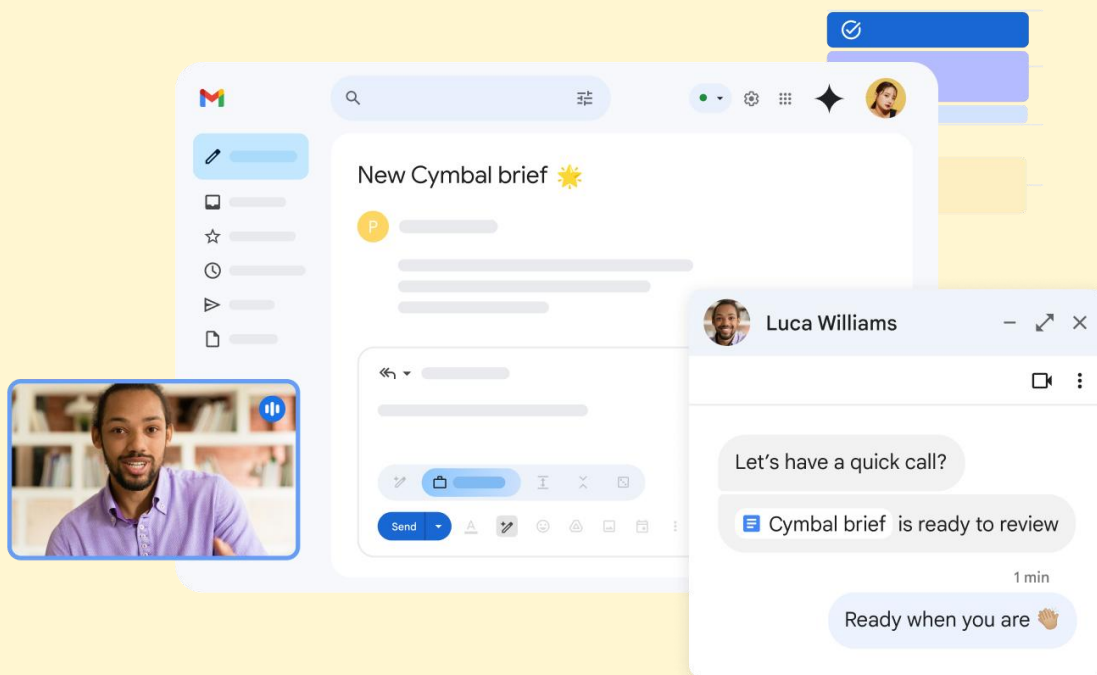 New Cymbal brief 🌟
P
Send
Luca Williams
Let’s have a quick call?
Cymbal brief is ready to review
1 min
Ready when you are 👏🏼